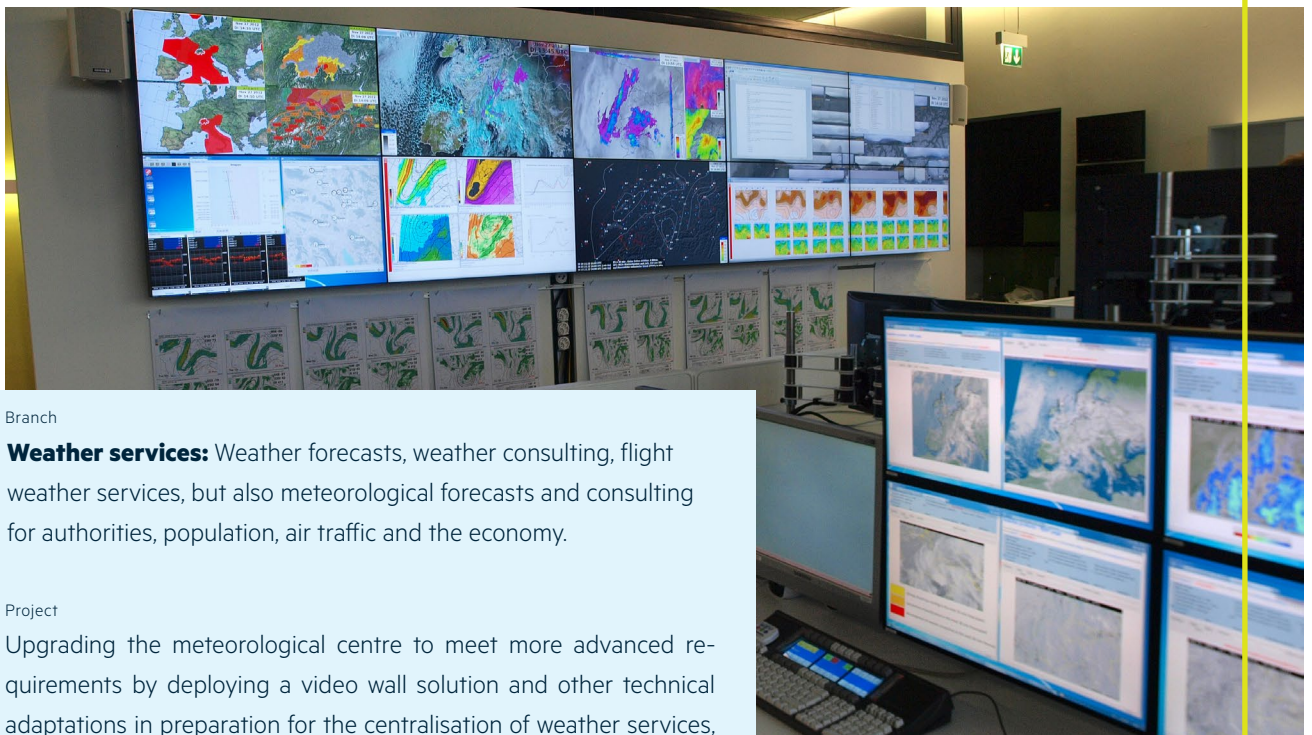 Branch
Weather services: Weather forecasts, weather consulting, flight
weather services, but also meteorological forecasts and consulting
for authorities, population, air traffic and the economy.
Project
Upgrading the meteorological centre to meet more advanced re-
quirements by deploying a video wall solution and other technical
adaptations in preparation for the centralisation of weather services,